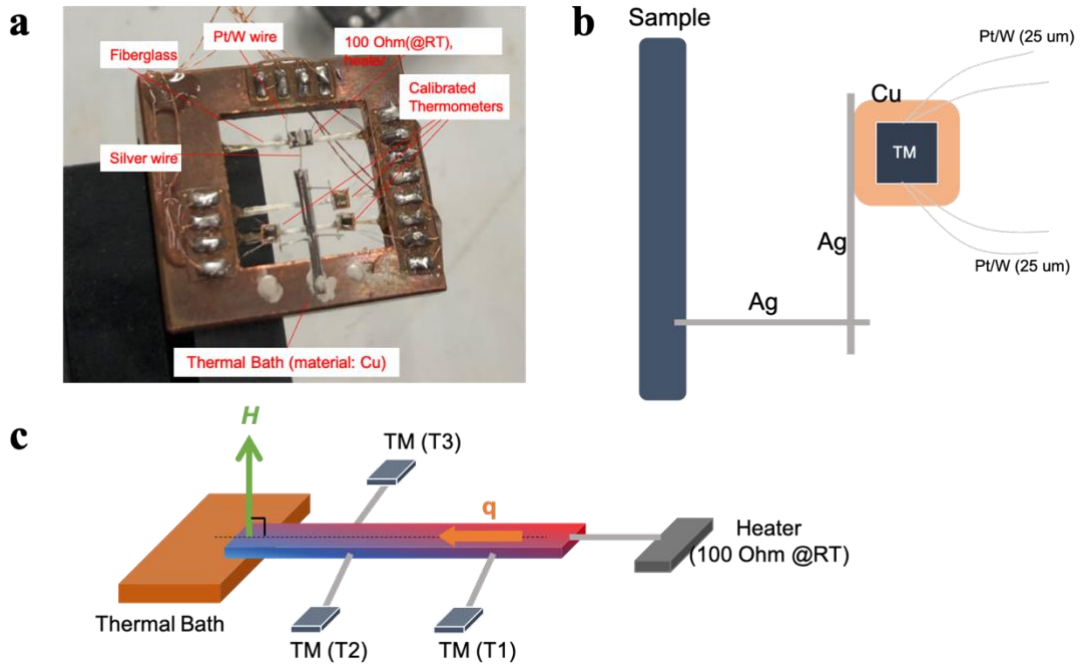 a
Pt/W wire
100 Ohm(@RT),
heater
Fiberglass
Calibrated
Thermometers
Silver wire
Thermal Bath (material: Cu)
b
Sample
Pt/W (25 um)
Cu
TM
Ag
Ag
Pt/W (25 um)
c
H
TM (T3)
q
Heater
(100 Ohm @RT)
Thermal Bath
TM (T2)
TM (T1)